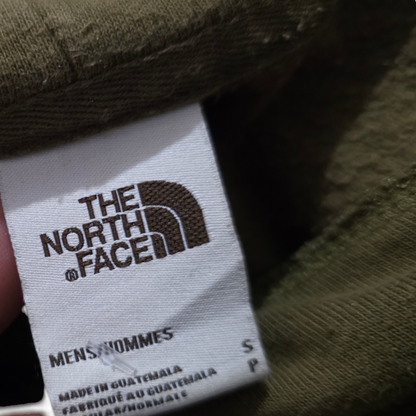 THE
NORTH
®FACE
MENS/HOMMES
S
P
MADE IN GUATEMALA
FABRIQUÉ AU GUATEMALA